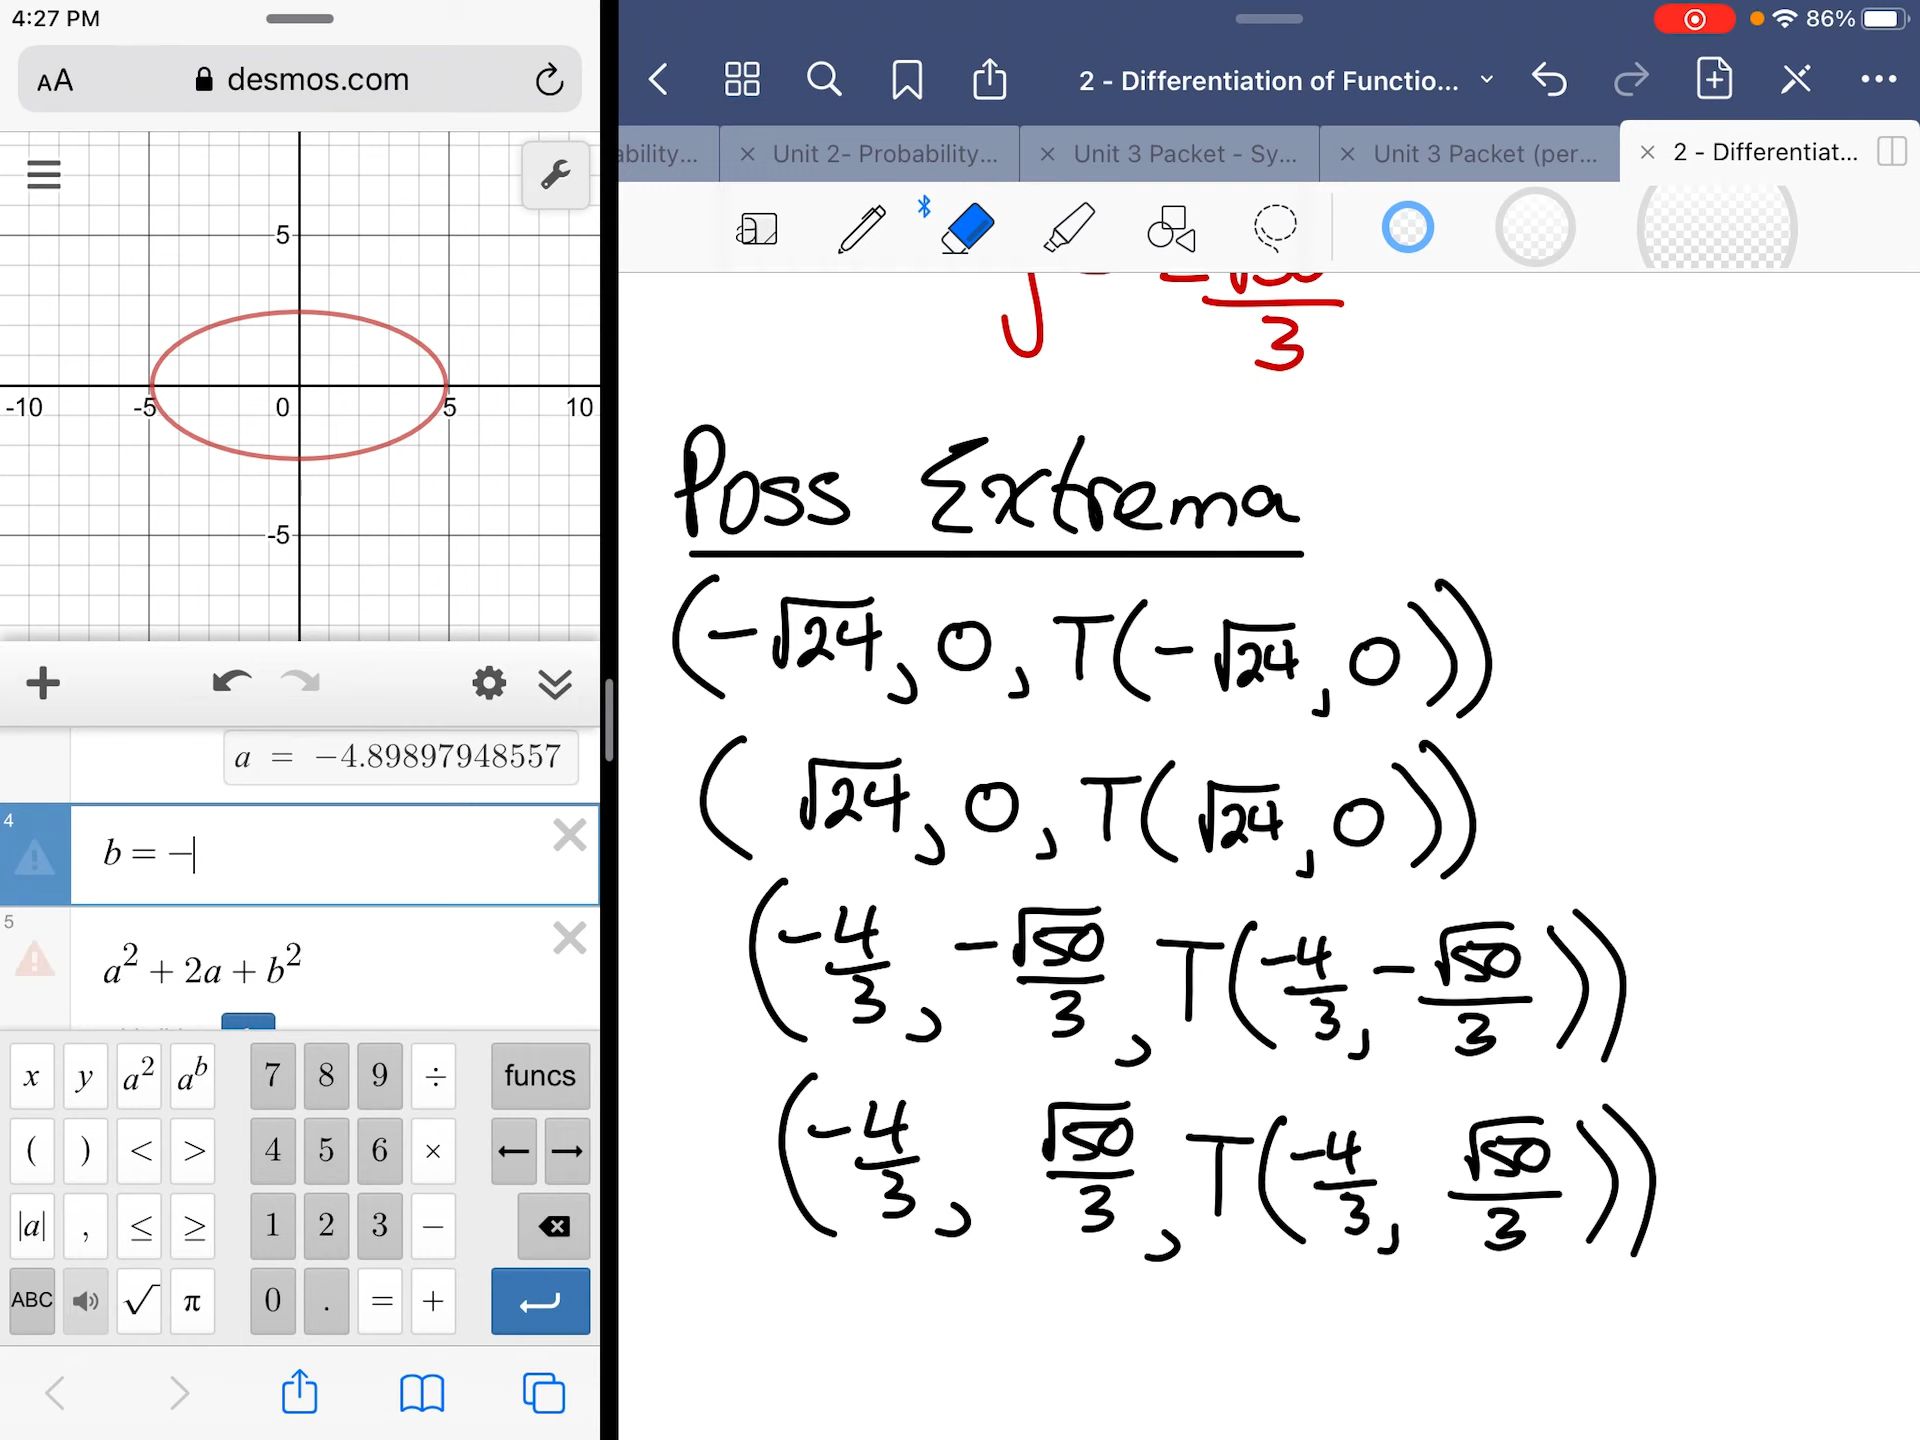 4:27 PM
AA desmos.com
5
-10 -5 0 5 10
-5
a = −4.89897948557
4
b = −
5
a² + 2a + b²
x y a² aᵇ 7 8 9 ÷ funcs
( ) < > 4 5 6 × ← →
|a| , ≤ ≥ 1 2 3 −
ABC √ π 0 . = +
86%
2 - Differentiation of Functio...
ability... × Unit 2- Probability... × Unit 3 Packet - Sy... × Unit 3 Packet (per... × 2 - Differentiat...
3
Poss Extrema
(-√24, 0, T(-√24, 0))
( √24, 0, T(√24, 0))
(-4/3, -√50/3, T(-4/3, -√50/3))
(-4/3, √50/3, T(-4/3, √50/3))